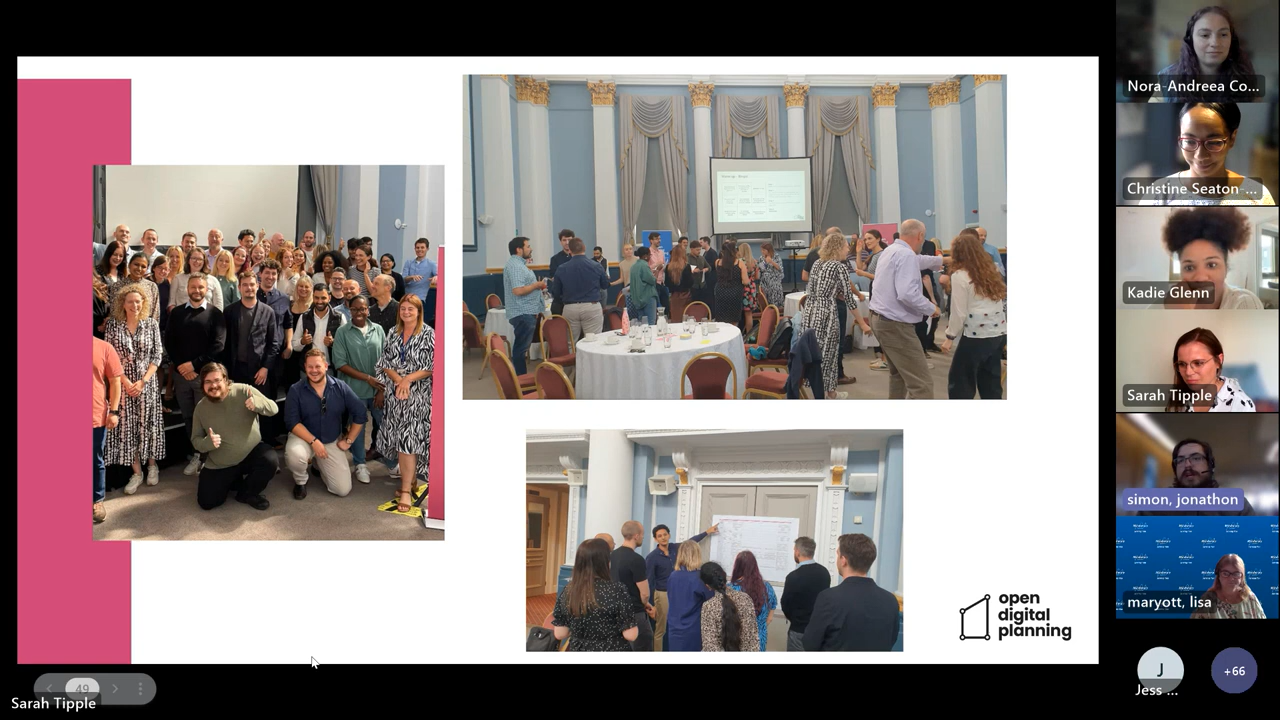 Nora-Andreea Co...
Christine Seaton-...
Kadie Glenn
Sarah Tipple
simon, jonathon
maryott, lisa
open
digital
planning
J
Jess ...
+66
49
Sarah Tipple